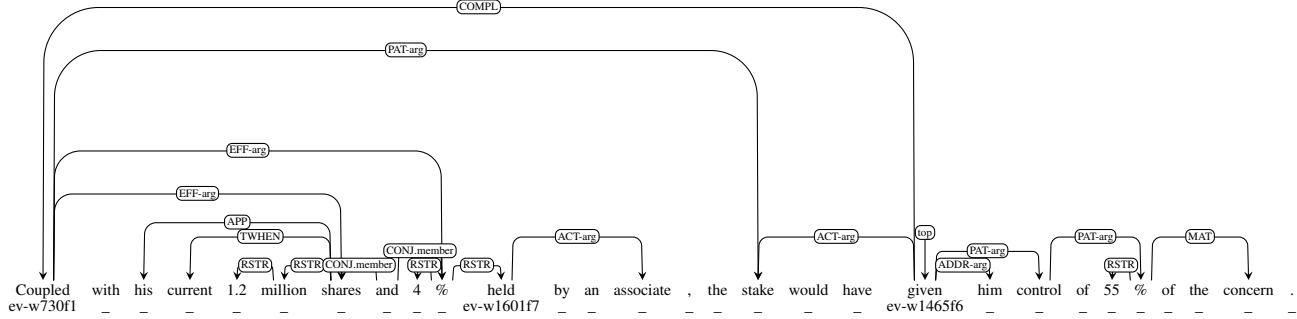 COMPL
PAT-arg
EFF-arg
EFF-arg
APP
TWHEN ACT-arg ACT-arg top
CONJ.member PAT-arg PAT-arg MAT
RSTR RSTR CONJ.member RSTR RSTR ADDR-arg RSTR
Coupled with his current 1.2 million shares and 4 % held by an associate , the stake would have given him control of 55 % of the concern .
ev-w730f1 _ _ _ _ _ _ _ _ _ ev-w1601f7 _ _ _ _ _ _ _ _ ev-w1465f6 _ _ _ _ _ _ _ _ _